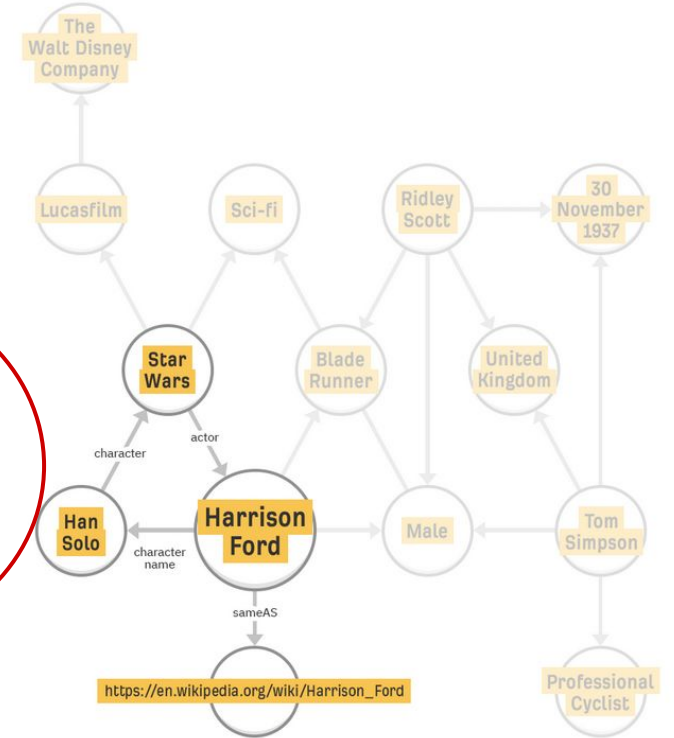 The
Walt Disney
Company
Lucasfilm
Sci-fi
Ridley
Scott
30
November
1937
Star
Wars
Blade
Runner
United
Kingdom
actor
character
Han
Solo
Harrison
Ford
Male
Tom
Simpson
character
name
sameAS
https://en.wikipedia.org/wiki/Harrison_Ford
Professional
Cyclist